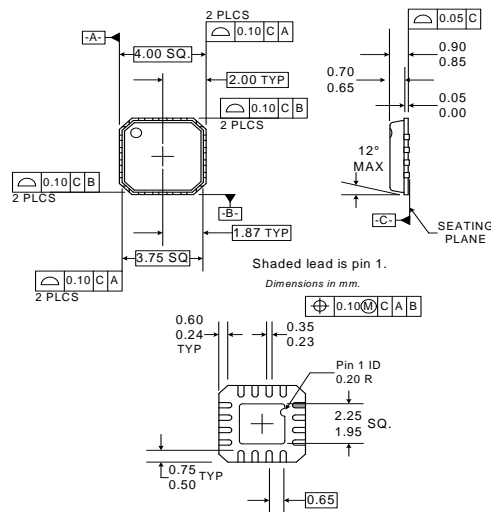 2 PLCS
⌓ 0.10 C A
-A-
4.00 SQ.
2.00 TYP
⌓ 0.10 C B
2 PLCS
⌓ 0.10 C B
2 PLCS
-B-
1.87 TYP
3.75 SQ
⌓ 0.10 C A
2 PLCS
⌓ 0.05 C
0.90
0.85
0.70
0.65
0.05
0.00
12°
MAX
-C-
SEATING
PLANE
Shaded lead is pin 1.
Dimensions in mm.
⌖ 0.10 Ⓜ C A B
0.60
0.24
TYP
0.35
0.23
Pin 1 ID
0.20 R
2.25
1.95
SQ.
0.75
0.50
TYP
0.65